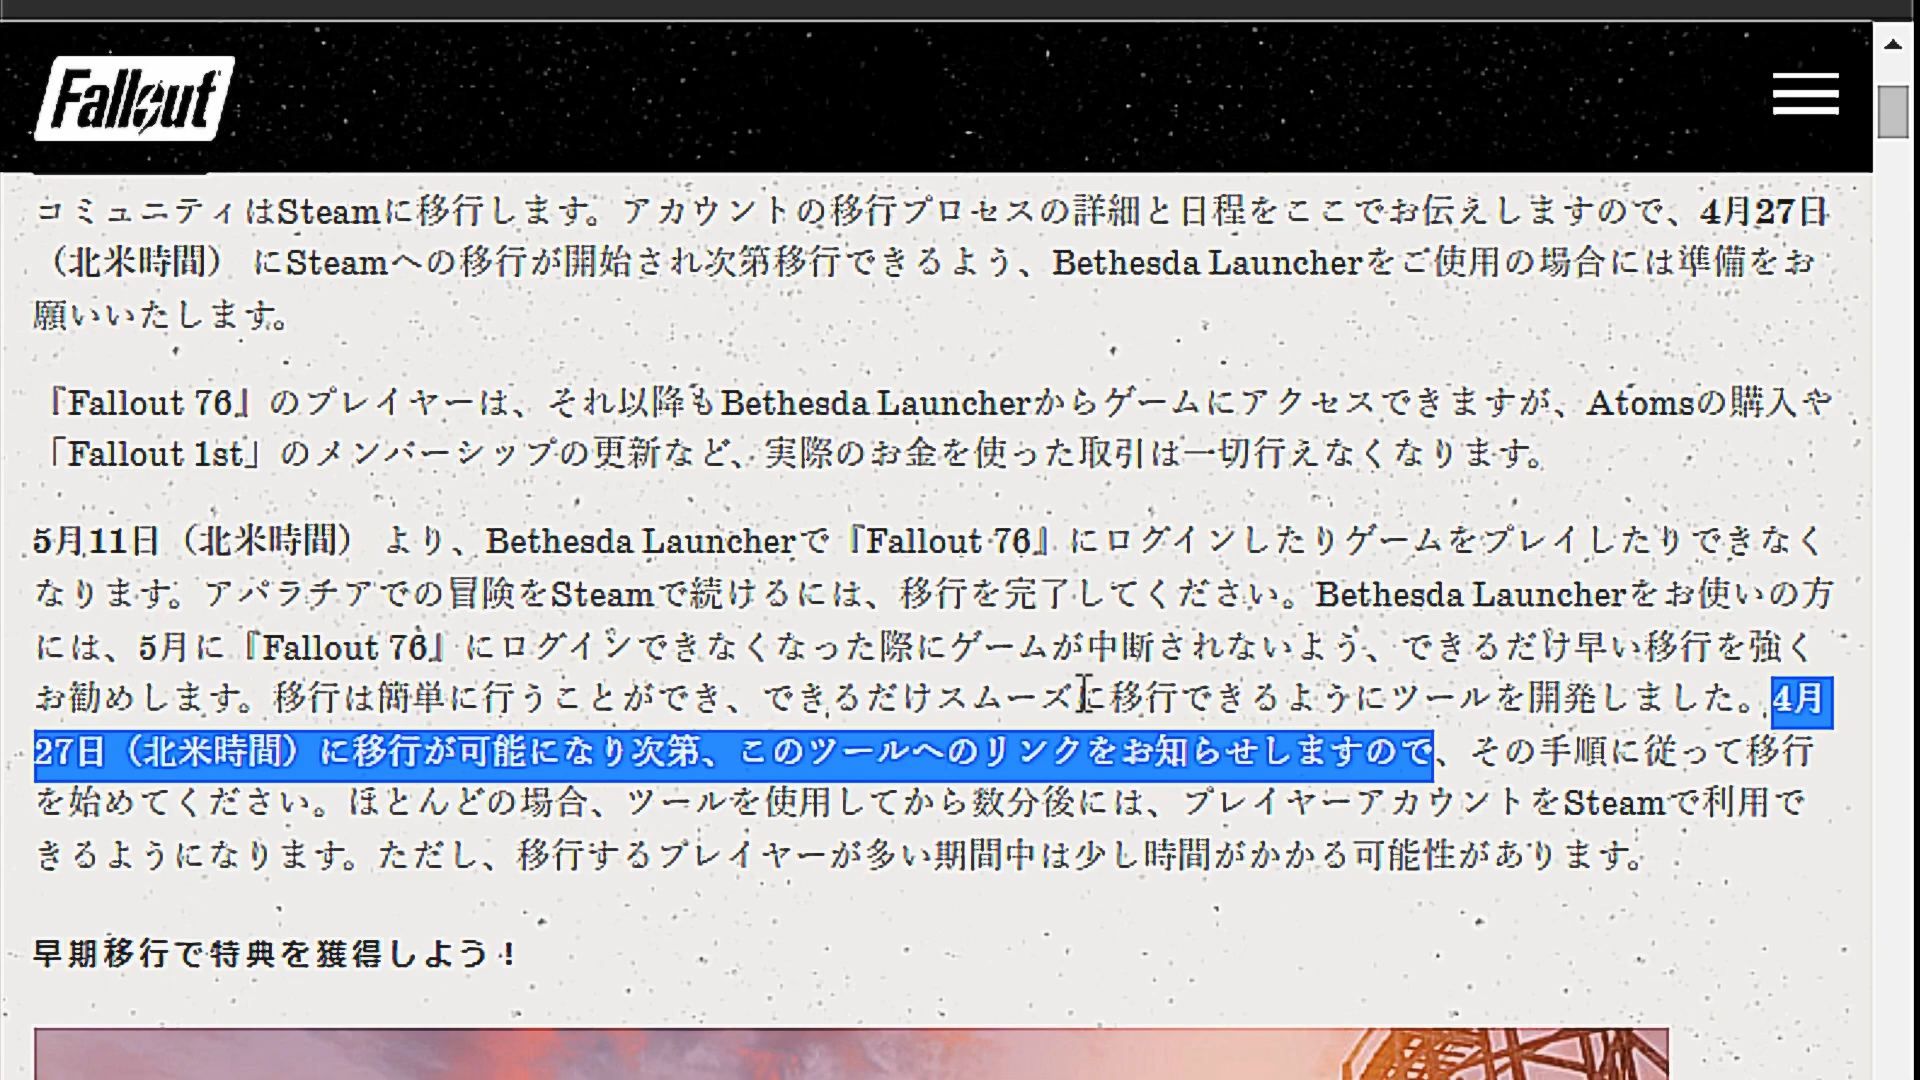 Fallout
コミュニティはSteamに移行します。アカウントの移行プロセスの詳細と日程をここでお伝えしますので、4月27日
（北米時間） にSteamへの移行が開始され次第移行できるよう、Bethesda Launcherをご使用の場合には準備をお
願いいたします。
『Fallout 76』のプレイヤーは、それ以降もBethesda Launcherからゲームにアクセスできますが、Atomsの購入や
「Fallout 1st」のメンバーシップの更新など、実際のお金を使った取引は一切行えなくなります。
5月11日（北米時間） より、Bethesda Launcherで『Fallout 76』にログインしたりゲームをプレイしたりできなく
なります。アパラチアでの冒険をSteamで続けるには、移行を完了してください。Bethesda Launcherをお使いの方
には、5月に『Fallout 76』にログインできなくなった際にゲームが中断されないよう、できるだけ早い移行を強く
お勧めします。移行は簡単に行うことができ、できるだけスムーズに移行できるようにツールを開発しました。4月
27日（北米時間）に移行が可能になり次第、このツールへのリンクをお知らせしますので、その手順に従って移行
を始めてください。ほとんどの場合、ツールを使用してから数分後には、プレイヤーアカウントをSteamで利用で
きるようになります。ただし、移行するプレイヤーが多い期間中は少し時間がかかる可能性があります。
早期移行で特典を獲得しよう！